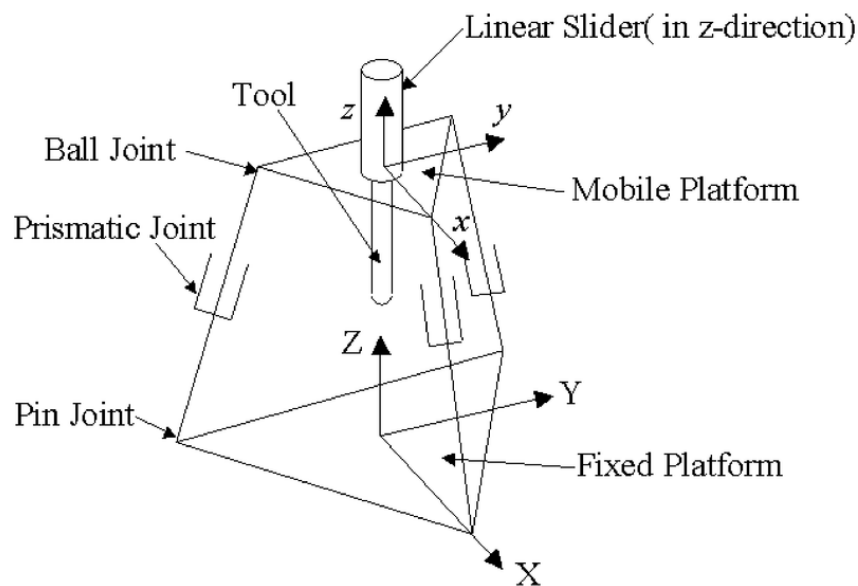 Linear Slider( in z-direction)
Tool
z
y
Ball Joint
Mobile Platform
Prismatic Joint
x
Z
Pin Joint
Y
Fixed Platform
X